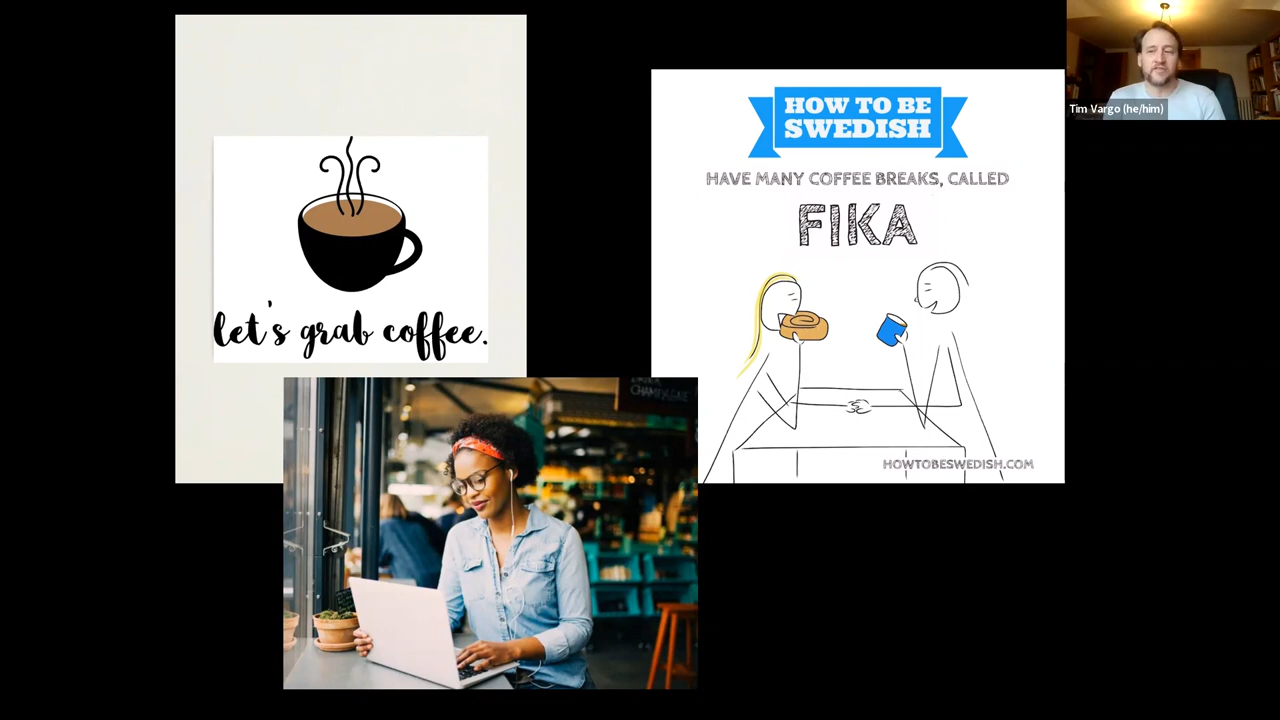 let's grab coffee.
HOW TO BE
SWEDISH
HAVE MANY COFFEE BREAKS, CALLED
FIKA
HOWTOBESWEDISH.COM
CHAMPAGNE
Tim Vargo (he/him)